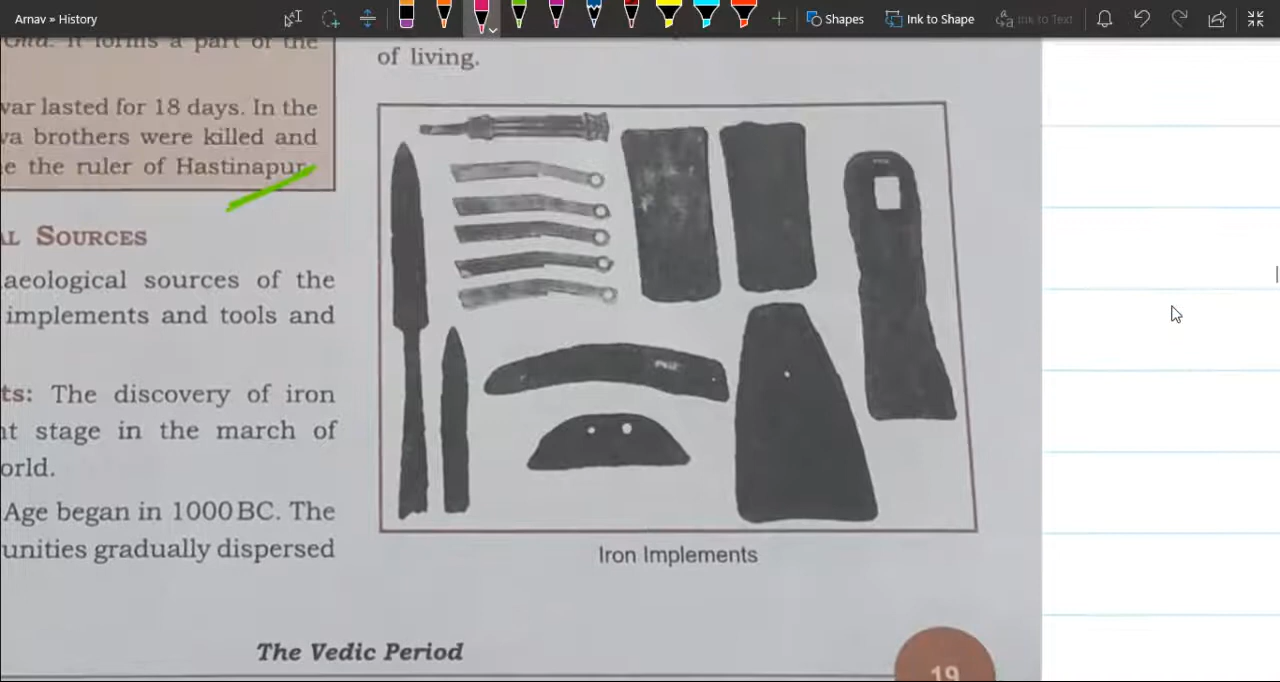 Arnav » History
Shapes
Ink to Shape
Ink to Text
Gita. It forms a part of the
war lasted for 18 days. In the
va brothers were killed and
e the ruler of Hastinapur.
AL SOURCES
aeological sources of the
implements and tools and
ts: The discovery of iron
nt stage in the march of
orld.
Age began in 1000 BC. The
unities gradually dispersed
of living.
Iron Implements
The Vedic Period
19